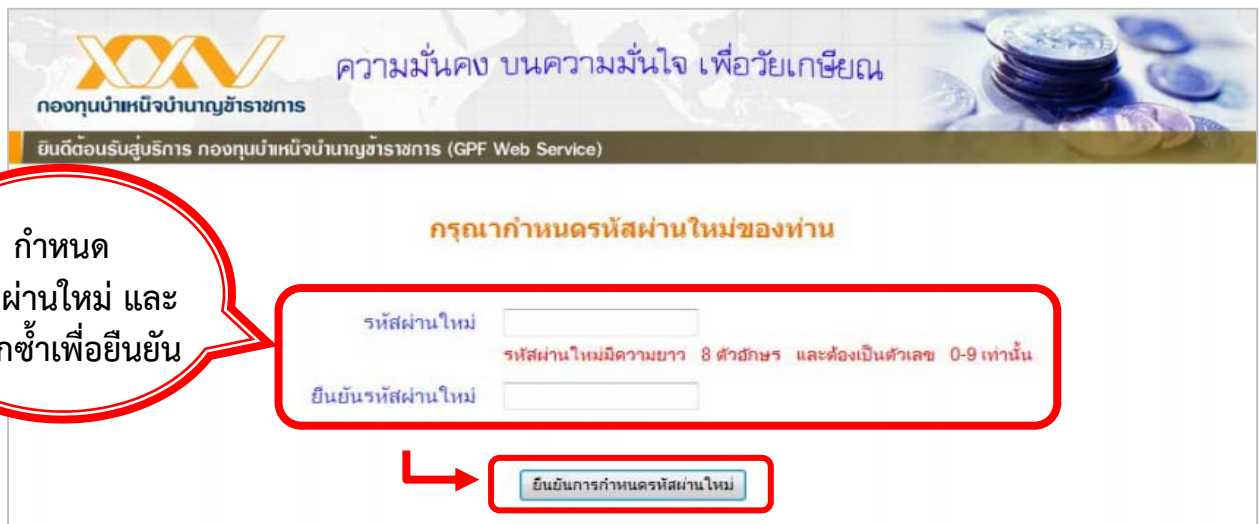 ความมั่นคง บนความมั่นใจ เพื่อวัยเกษียณ
กองทุนบำเหน็จบำนาญข้าราชการ
ยินดีต้อนรับสู่บริการ กองทุนบำเหน็จบำนาญข้าราชการ (GPF Web Service)
กรุณากำหนดรหัสผ่านใหม่ของท่าน
กำหนด
ผ่านใหม่ และ
กซ้ำเพื่อยืนยัน
รหัสผ่านใหม่
รหัสผ่านใหม่มีความยาว 8 ตัวอักษร และต้องเป็นตัวเลข 0-9 เท่านั้น
ยืนยันรหัสผ่านใหม่
ยืนยันการกำหนดรหัสผ่านใหม่